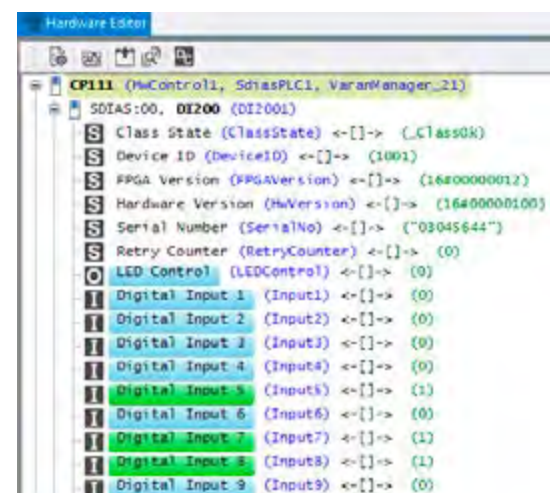 Hardware Editor
CP111 (HwControl1, SdiasPLC1, VaranManager_21)
SDIAS:00, DI200 (DI2001)
S Class State (ClassState) <-[]-> (_ClassOk)
S Device ID (DeviceID) <-[]-> (1001)
S FPGA Version (FPGAVersion) <-[]-> (16#00000012)
S Hardware Version (HwVersion) <-[]-> (16#00000100)
S Serial Number (SerialNo) <-[]-> ("03045644")
S Retry Counter (RetryCounter) <-[]-> (0)
O LED Control (LEDControl) <-[]-> (0)
I Digital Input 1 (Input1) <-[]-> (0)
I Digital Input 2 (Input2) <-[]-> (0)
I Digital Input 3 (Input3) <-[]-> (0)
I Digital Input 4 (Input4) <-[]-> (0)
I Digital Input 5 (Input5) <-[]-> (1)
I Digital Input 6 (Input6) <-[]-> (0)
I Digital Input 7 (Input7) <-[]-> (1)
I Digital Input 8 (Input8) <-[]-> (1)
I Digital Input 9 (Input9) <-[]-> (0)